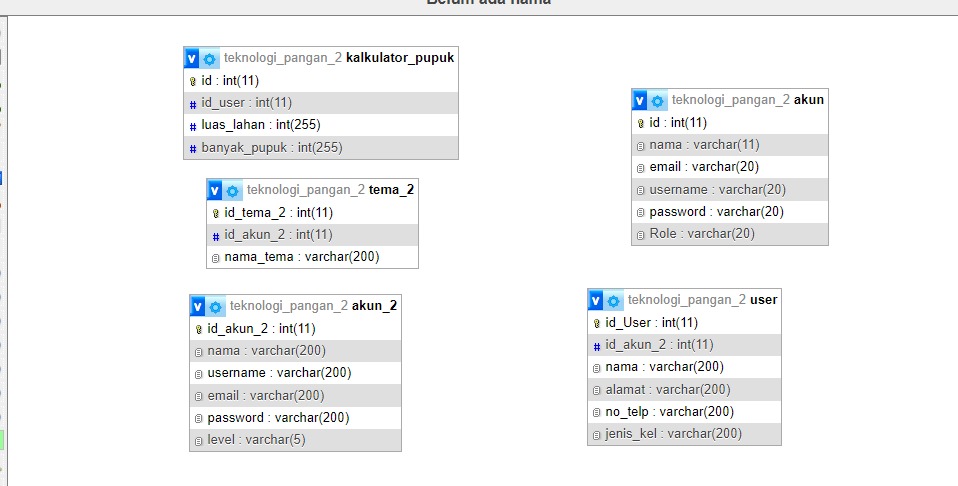 Belum ada nama
v teknologi_pangan_2 kalkulator_pupuk
id : int(11)
# id_user : int(11)
# luas_lahan : int(255)
# banyak_pupuk : int(255)
v teknologi_pangan_2 akun
id : int(11)
nama : varchar(11)
email : varchar(20)
username : varchar(20)
password : varchar(20)
Role : varchar(20)
v teknologi_pangan_2 tema_2
id_tema_2 : int(11)
# id_akun_2 : int(11)
nama_tema : varchar(200)
v teknologi_pangan_2 akun_2
id_akun_2 : int(11)
nama : varchar(200)
username : varchar(200)
email : varchar(200)
password : varchar(200)
level : varchar(5)
v teknologi_pangan_2 user
id_User : int(11)
# id_akun_2 : int(11)
nama : varchar(200)
alamat : varchar(200)
no_telp : varchar(200)
jenis_kel : varchar(200)